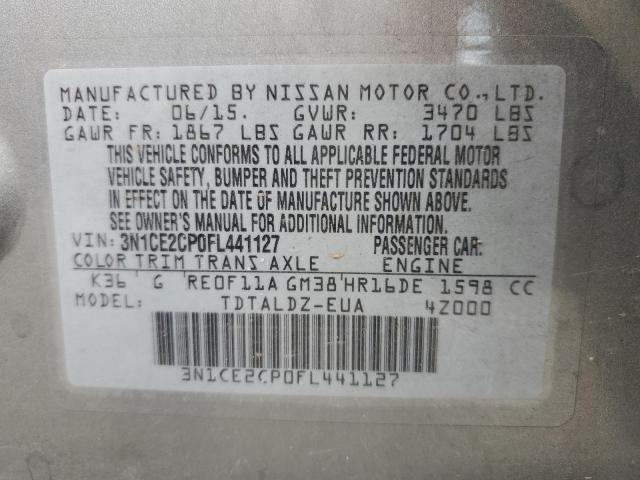 MANUFACTURED BY NISSAN MOTOR CO., LTD.
DATE: 06/15. GVWR: 3470 LBS
GAWR FR: 1867 LBS GAWR RR: 1704 LBS
THIS VEHICLE CONFORMS TO ALL APPLICABLE FEDERAL MOTOR
VEHICLE SAFETY, BUMPER AND THEFT PREVENTION STANDARDS
IN EFFECT ON THE DATE OF MANUFACTURE SHOWN ABOVE.
SEE OWNER'S MANUAL FOR ADDITIONAL INFORMATION.
VIN: 3N1CE2CP0FL441127 PASSENGER CAR.
COLOR TRIM TRANS AXLE ENGINE
K36 ' G ' RE0F11A GM38 ' HR16DE 1598 CC
MODEL: TDTALDZ-EUA 4Z000
3N1CE2CP0FL441127